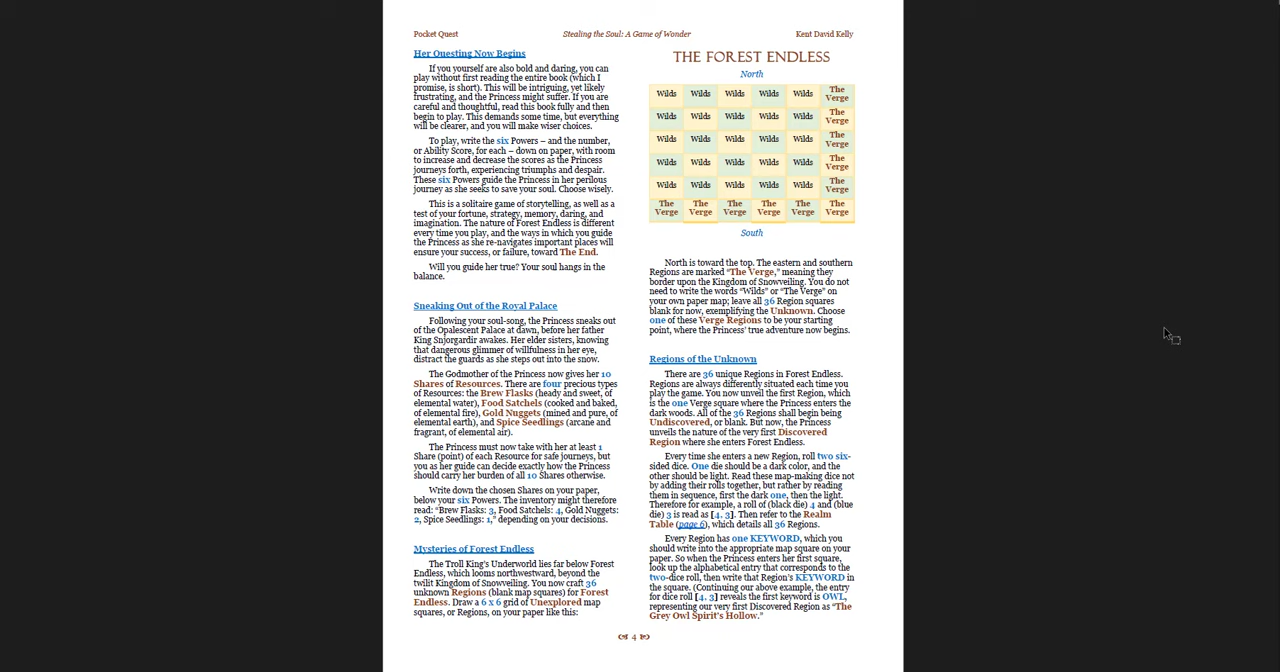 Pocket Quest
Stealing the Soul: A Game of Wonder
Kent David Kelly
Her Questing Now Begins
If you yourself are also bold and daring, you can
play without first reading the entire book (which I
promise, is short). This will be intriguing, yet likely
frustrating, and the Princess might suffer. If you are
careful and thoughtful, read this book fully and then
begin to play. This demands some time, but everything
will be clearer, and you will make wiser choices.
To play, write the six Powers – and the number,
or Ability Score, for each – down on paper, with room
to increase and decrease the scores as the Princess
journeys forth, experiencing triumphs and despair.
These six Powers guide the Princess in her perilous
journey as she seeks to save your soul. Choose wisely.
This is a solitaire game of storytelling, as well as a
test of your fortune, strategy, memory, daring, and
imagination. The nature of Forest Endless is different
every time you play, and the ways in which you guide
the Princess as she re-navigates important places will
ensure your success, or failure, toward The End.
Will you guide her true? Your soul hangs in the
balance.
Sneaking Out of the Royal Palace
Following your soul-song, the Princess sneaks out
of the Opalescent Palace at dawn, before her father
King Snjorgardir awakes. Her elder sisters, knowing
that dangerous glimmer of willfulness in her eye,
distract the guards as she steps out into the snow.
The Godmother of the Princess now gives her 10
Shares of Resources. There are four precious types
of Resources: the Brew Flasks (heady and sweet, of
elemental water), Food Satchels (cooked and baked,
of elemental fire), Gold Nuggets (mined and pure, of
elemental earth), and Spice Seedlings (arcane and
fragrant, of elemental air).
The Princess must now take with her at least 1
Share (point) of each Resource for safe journeys, but
you as her guide can decide exactly how the Princess
should carry her burden of all 10 Shares otherwise.
Write down the chosen Shares on your paper,
below your six Powers. The inventory might therefore
read: “Brew Flasks: 3, Food Satchels: 4, Gold Nuggets:
2, Spice Seedlings: 1,” depending on your decisions.
Mysteries of Forest Endless
The Troll King's Underworld lies far below Forest
Endless, which looms northwestward, beyond the
twilit Kingdom of Snowveiling. You now craft 36
unknown Regions (blank map squares) for Forest
Endless. Draw a 6 x 6 grid of Unexplored map
squares, or Regions, on your paper like this:
THE FOREST ENDLESS
North
Wilds Wilds Wilds Wilds Wilds The Verge
Wilds Wilds Wilds Wilds Wilds The Verge
Wilds Wilds Wilds Wilds Wilds The Verge
Wilds Wilds Wilds Wilds Wilds The Verge
Wilds Wilds Wilds Wilds Wilds The Verge
The Verge The Verge The Verge The Verge The Verge The Verge
South
North is toward the top. The eastern and southern
Regions are marked “The Verge,” meaning they
border upon the Kingdom of Snowveiling. You do not
need to write the words “Wilds” or “The Verge” on
your own paper map; leave all 36 Region squares
blank for now, exemplifying the Unknown. Choose
one of these Verge Regions to be your starting
point, where the Princess' true adventure now begins.
Regions of the Unknown
There are 36 unique Regions in Forest Endless.
Regions are always differently situated each time you
play the game. You now unveil the first Region, which
is the one Verge square where the Princess enters the
dark woods. All of the 36 Regions shall begin being
Undiscovered, or blank. But now, the Princess
unveils the nature of the very first Discovered
Region where she enters Forest Endless.
Every time she enters a new Region, roll two six-
sided dice. One die should be a dark color, and the
other should be light. Read these map-making dice not
by adding their rolls together, but rather by reading
them in sequence, first the dark one, then the light.
Therefore for example, a roll of (black die) 4 and (blue
die) 3 is read as [4, 3]. Then refer to the Realm
Table (page 6), which details all 36 Regions.
Every Region has one KEYWORD, which you
should write into the appropriate map square on your
paper. So when the Princess enters her first square,
look up the alphabetical entry that corresponds to the
two-dice roll, then write that Region's KEYWORD in
the square. (Continuing our above example, the entry
for dice roll [4, 3] reveals the first keyword is OWL,
representing our very first Discovered Region as “The
Grey Owl Spirit's Hollow.”
4